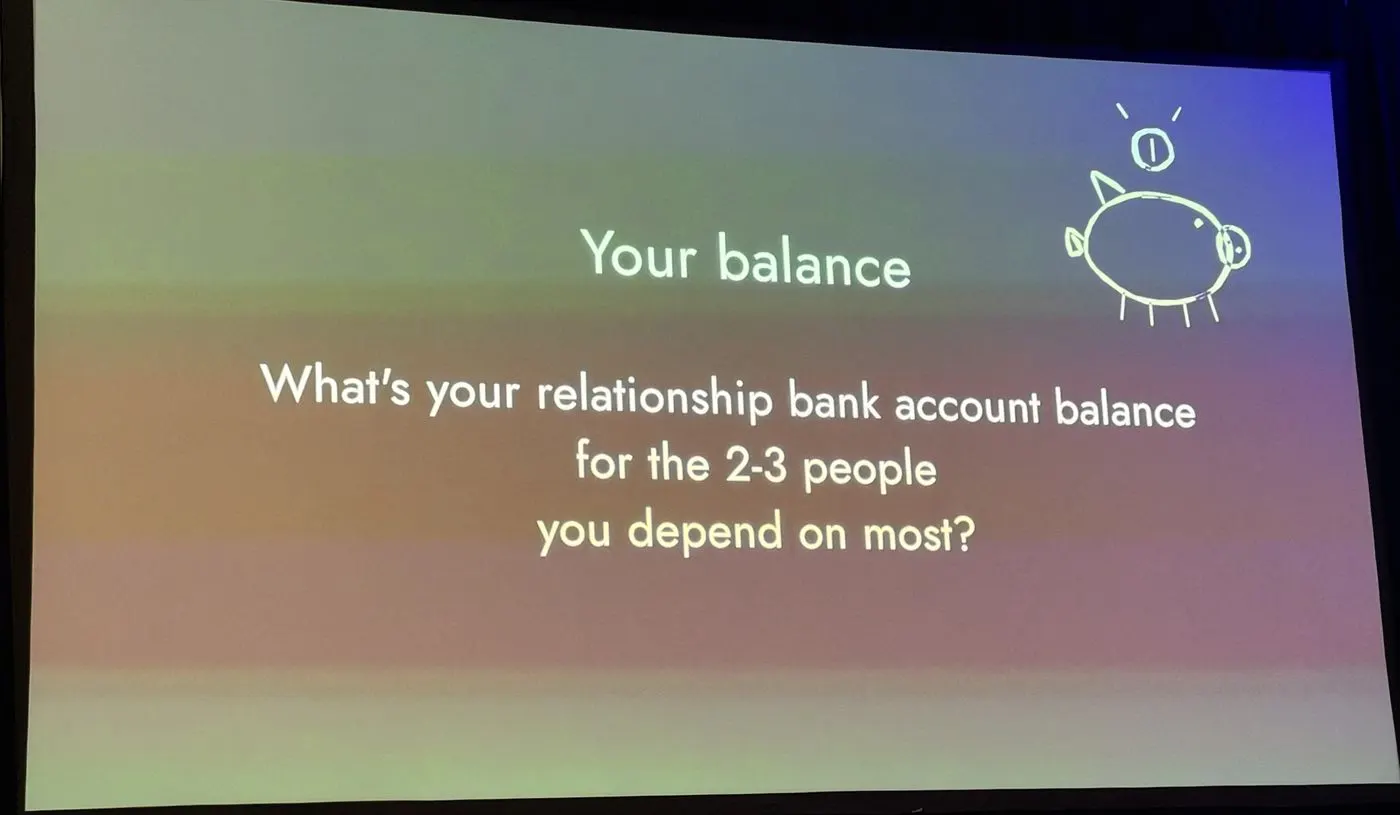 Your balance
What's your relationship bank account balance
for the 2-3 people
you depend on most?